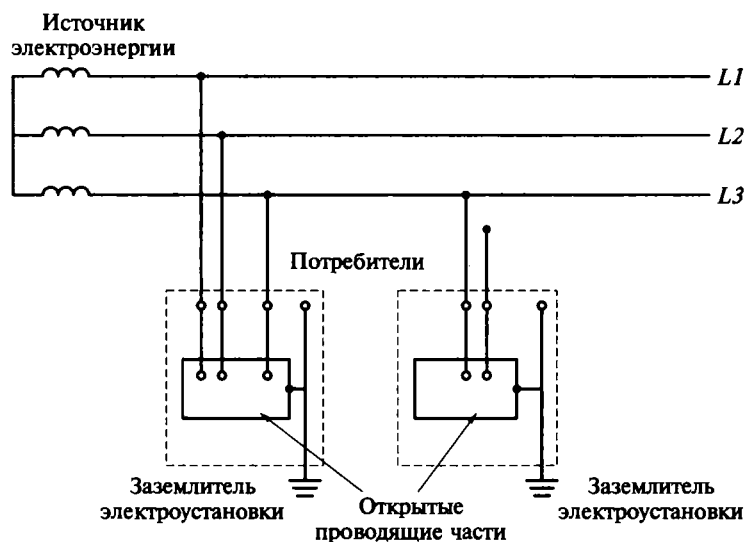 Источник
электроэнергии
L1
L2
L3
Потребители
Заземлитель
электроустановки
Открытые
проводящие части
Заземлитель
электроустановки